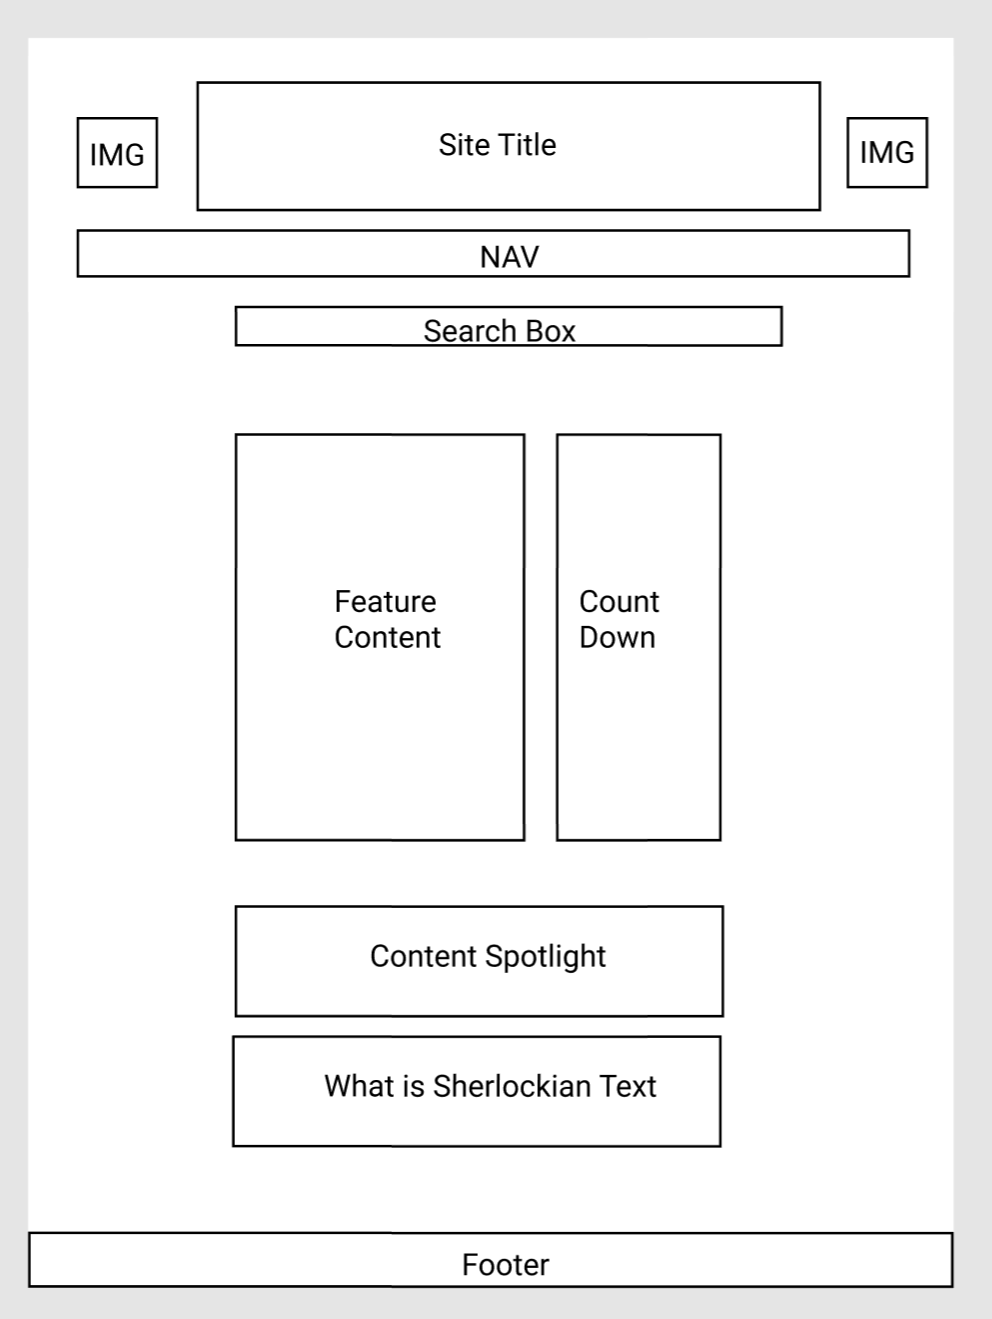 IMG
Site Title
IMG
NAV
Search Box
Feature
Content
Count
Down
Content Spotlight
What is Sherlockian Text
Footer